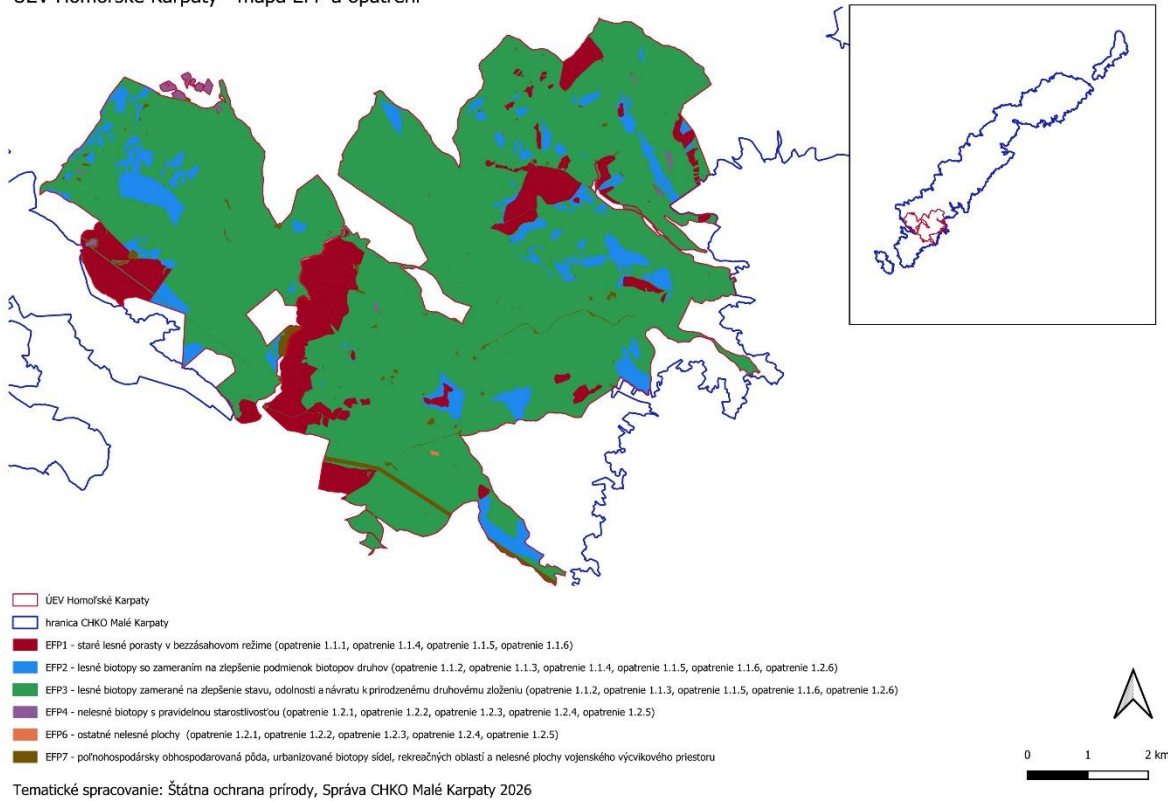 ÚEV Homoľské Karpaty - mapa EFP a opatrení
ÚEV Homoľské Karpaty
hranica CHKO Malé Karpaty
EFP1 - staré lesné porasty v bezzásahovom režime (opatrenie 1.1.1, opatrenie 1.1.4, opatrenie 1.1.5, opatrenie 1.1.6)
EFP2 - lesné biotopy so zameraním na zlepšenie podmienok biotopov druhov (opatrenie 1.1.2, opatrenie 1.1.3, opatrenie 1.1.4, opatrenie 1.1.5, opatrenie 1.1.6, opatrenie 1.2.6)
EFP3 - lesné biotopy zamerané na zlepšenie stavu, odolnosti a návratu k prirodzenému druhovému zloženiu (opatrenie 1.1.2, opatrenie 1.1.3, opatrenie 1.1.5, opatrenie 1.1.6, opatrenie 1.2.6)
EFP4 - nelesné biotopy s pravidelnou starostlivosťou (opatrenie 1.2.1, opatrenie 1.2.2, opatrenie 1.2.3, opatrenie 1.2.4, opatrenie 1.2.5)
EFP6 - ostatné nelesné plochy (opatrenie 1.2.1, opatrenie 1.2.2, opatrenie 1.2.3, opatrenie 1.2.4, opatrenie 1.2.5)
EFP7 - poľnohospodársky obhospodarovaná pôda, urbanizované biotopy sídel, rekreačných oblastí a nelesné plochy vojenského výcvikového priestoru
0 1 2 km
Tematické spracovanie: Štátna ochrana prírody, Správa CHKO Malé Karpaty 2026